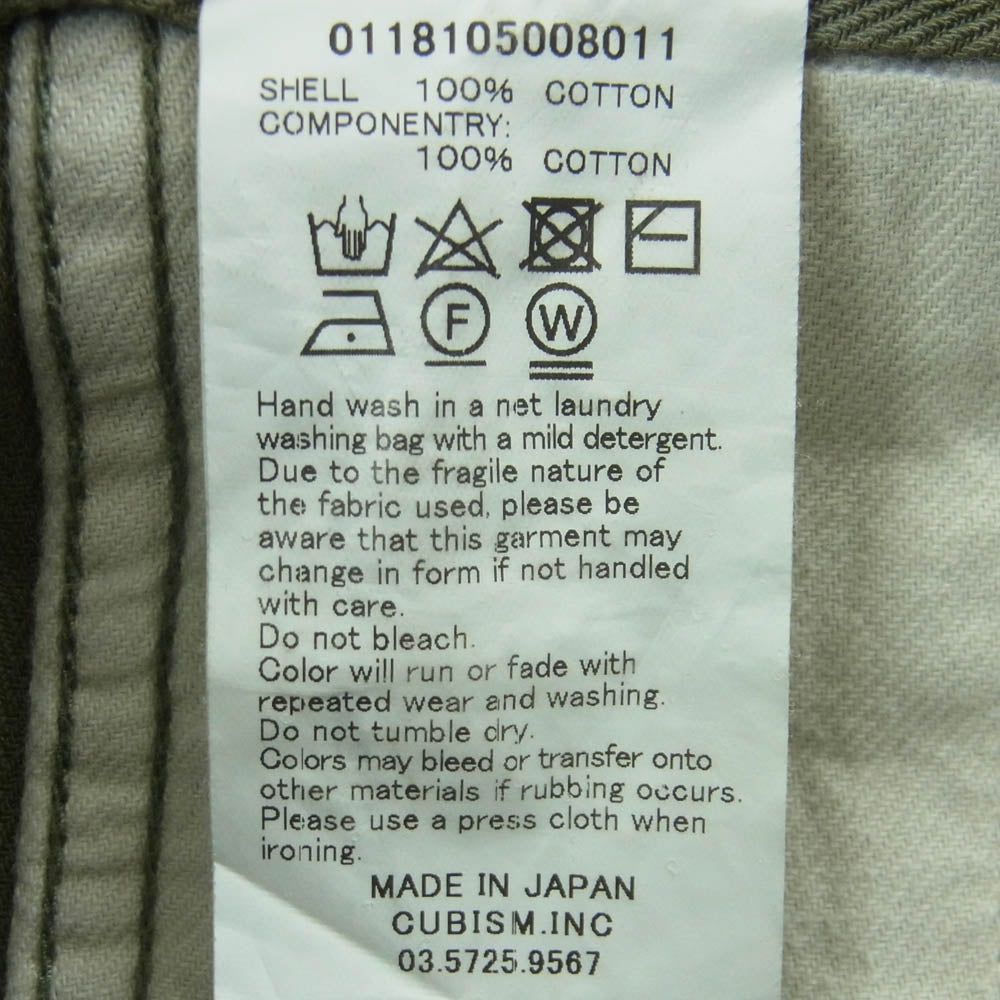 0118105008011
SHELL 100% COTTON
COMPONENTRY:
100% COTTON
F W
Hand wash in a net laundry
washing bag with a mild detergent.
Due to the fragile nature of
the fabric used, please be
aware that this garment may
change in form if not handled
with care.
Do not bleach.
Color will run or fade with
repeated wear and washing.
Do not tumble dry.
Colors may bleed or transfer onto
other materials if rubbing occurs.
Please use a press cloth when
ironing.
MADE IN JAPAN
CUBISM.INC
03.5725.9567